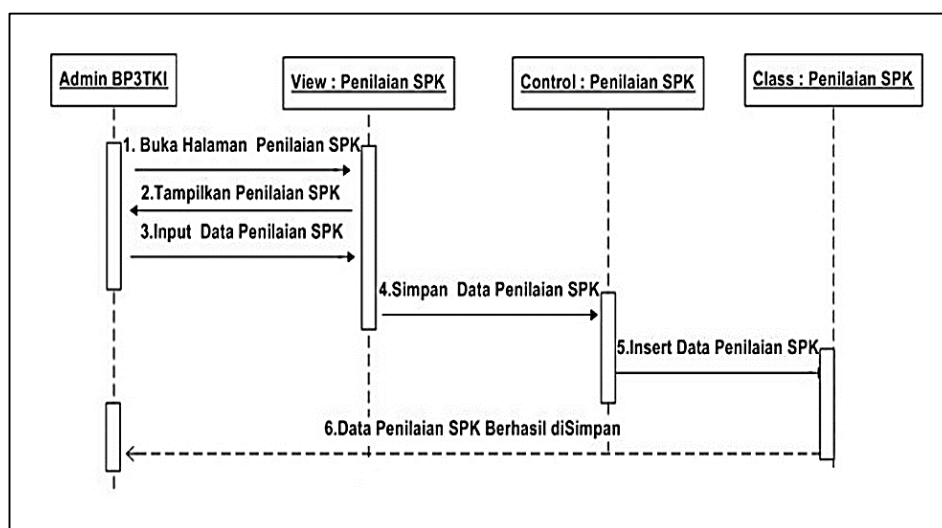 Admin BP3TKI
View : Penilaian SPK
Control : Penilaian SPK
Class : Penilaian SPK
1. Buka Halaman Penilaian SPK
2.Tampilkan Penilaian SPK
3.Input Data Penilaian SPK
4.Simpan Data Penilaian SPK
5.Insert Data Penilaian SPK
6.Data Penilaian SPK Berhasil diSimpan